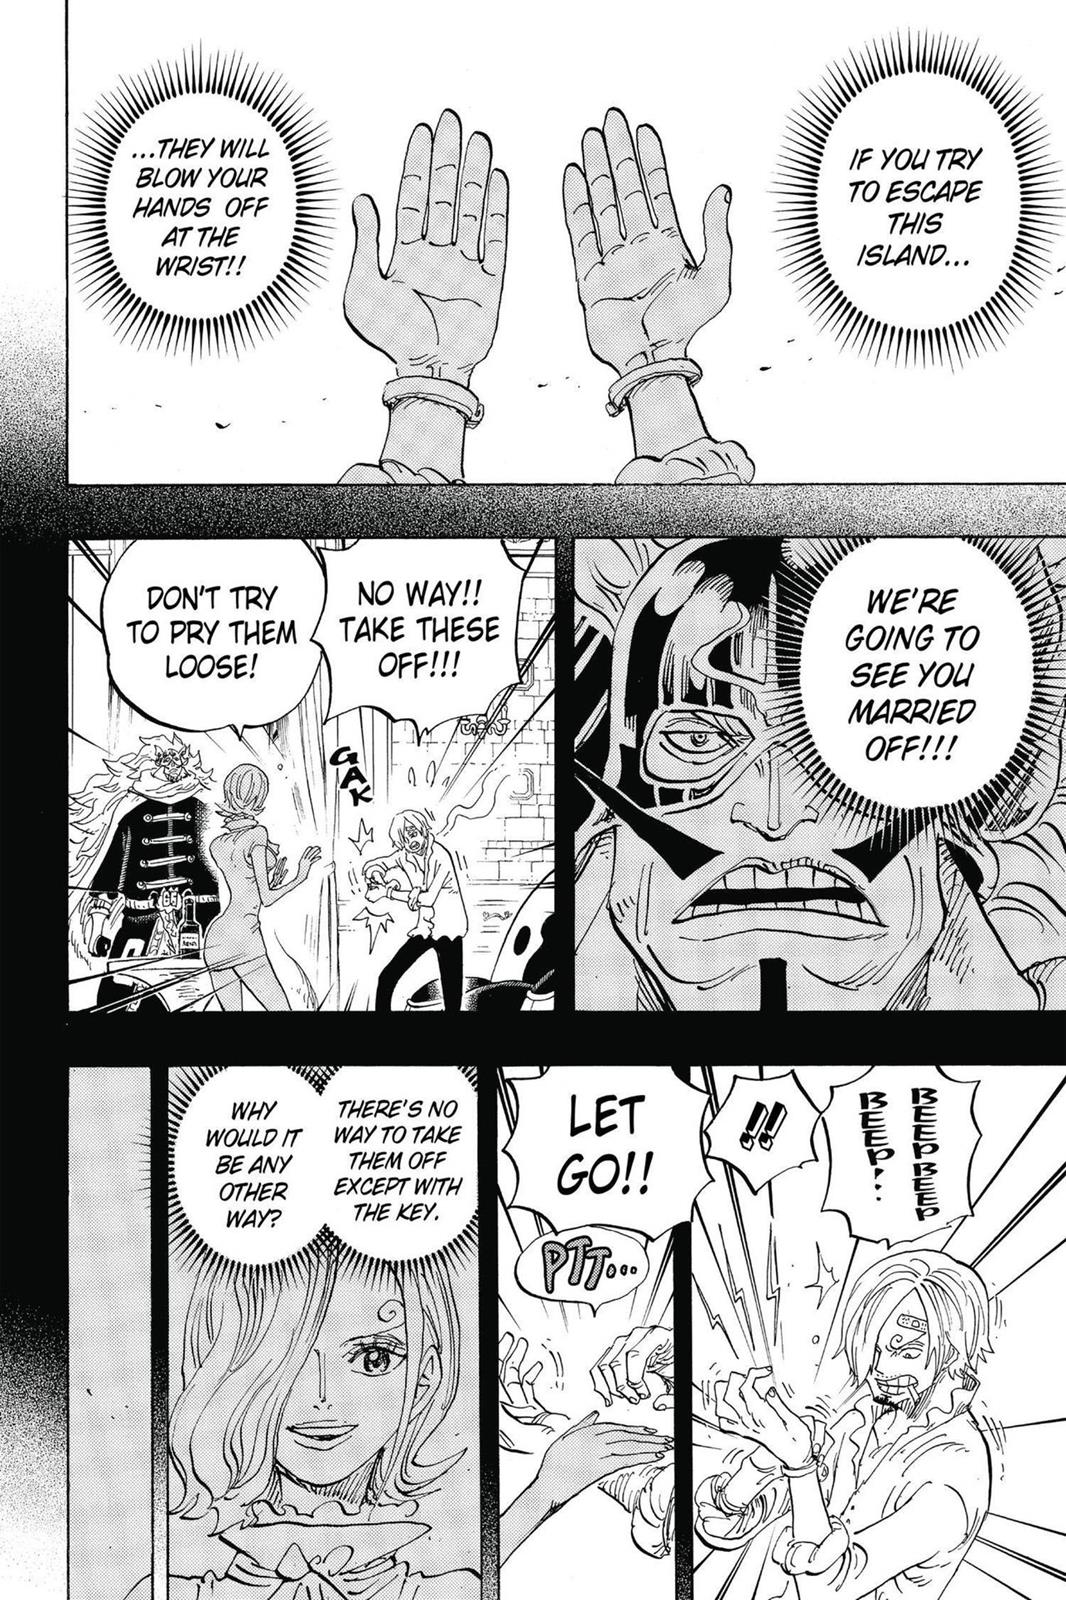 IF YOU TRY
TO ESCAPE
THIS
ISLAND...
...THEY WILL
BLOW YOUR
HANDS OFF
AT THE
WRIST!!
WE'RE
GOING TO
SEE YOU
MARRIED
OFF!!!
NO WAY!!
TAKE THESE
OFF!!!
GAK
DON'T TRY
TO PRY THEM
LOOSE!
BEEPBEEP
BEEP!..
!!
LET
GO!!
PTT...
THERE'S NO
WAY TO TAKE
THEM OFF
EXCEPT WITH
THE KEY.
WHY
WOULD IT
BE ANY
OTHER
WAY?